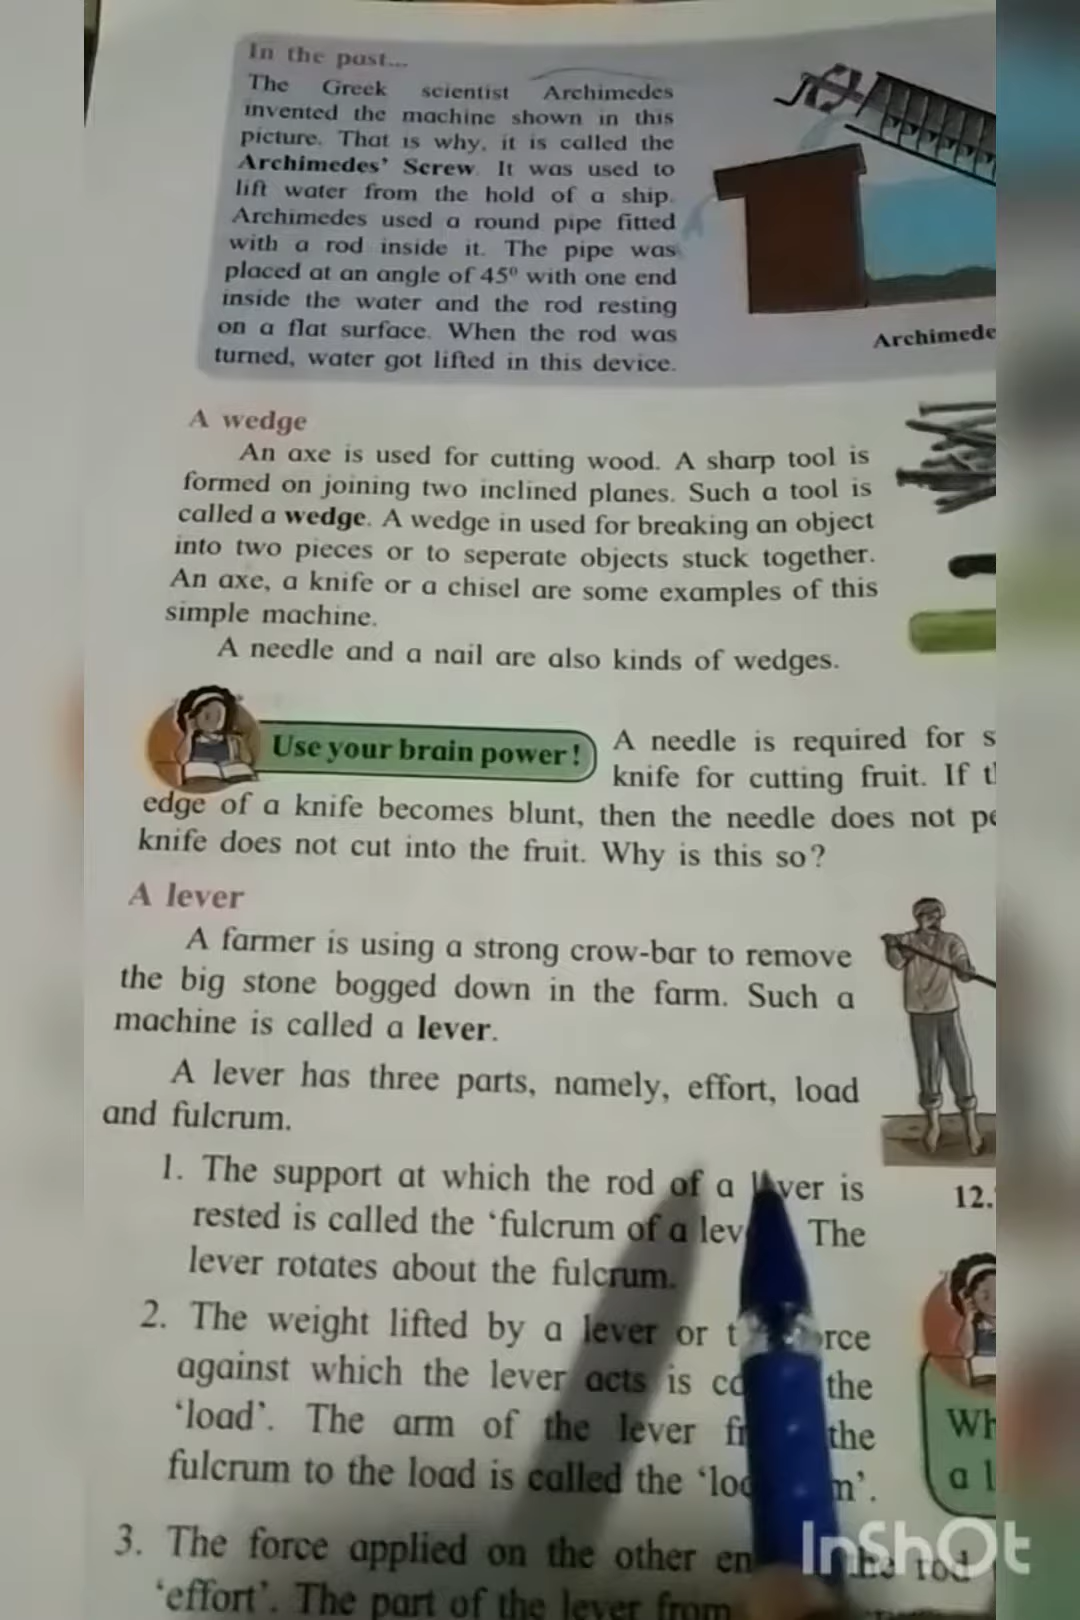 In the past...
The Greek scientist Archimedes
invented the machine shown in this
picture. That is why, it is called the
Archimedes' Screw. It was used to
lift water from the hold of a ship.
Archimedes used a round pipe fitted
with a rod inside it. The pipe was
placed at an angle of 45⁰ with one end
inside the water and the rod resting
on a flat surface. When the rod was
turned, water got lifted in this device.
Archimede
A wedge
An axe is used for cutting wood. A sharp tool is
formed on joining two inclined planes. Such a tool is
called a wedge. A wedge in used for breaking an object
into two pieces or to seperate objects stuck together.
An axe, a knife or a chisel are some examples of this
simple machine.
A needle and a nail are also kinds of wedges.
Use your brain power!
A needle is required for s
knife for cutting fruit. If
edge of a knife becomes blunt, then the needle does not
knife does not cut into the fruit. Why is this so?
A lever
A farmer is using a strong crow-bar to remove
the big stone bogged down in the farm. Such a
machine is called a lever.
A lever has three parts, namely, effort, load
and fulcrum.
1. The support at which the rod of a is
rested is called the 'fulcrum of a The
lever rotates about the fulcrum.
12.
2. The weight lifted by a lever or
against which the lever acts is the
'load'. The arm of the lever the
fulcrum to the load is called the
Wh
a l
3. The force applied on the other rod
'effort'. The part of the lever from
InShOt